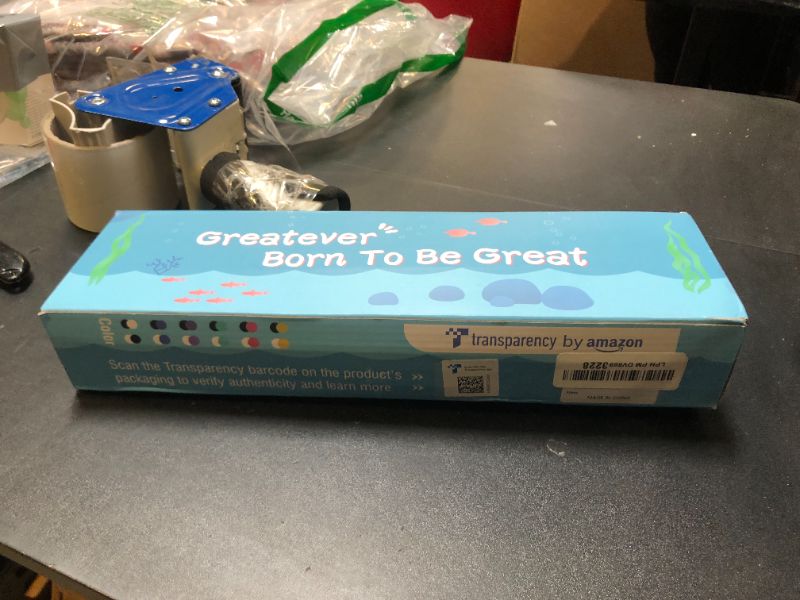 Greatever
Born To Be Great
Color
transparency by amazon
Scan the Transparency barcode on the product's
packaging to verify authenticity and learn more